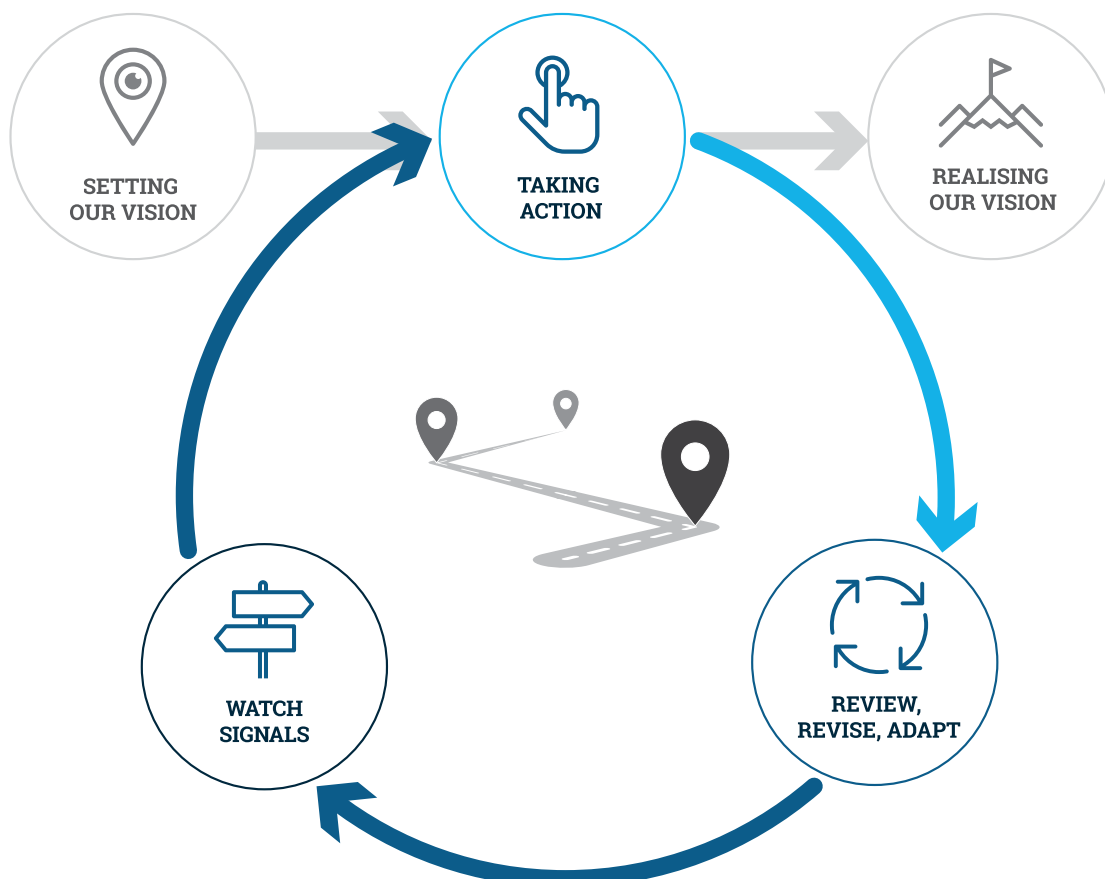 SETTING
OUR VISION
TAKING
ACTION
REALISING
OUR VISION
WATCH
SIGNALS
REVIEW,
REVISE, ADAPT